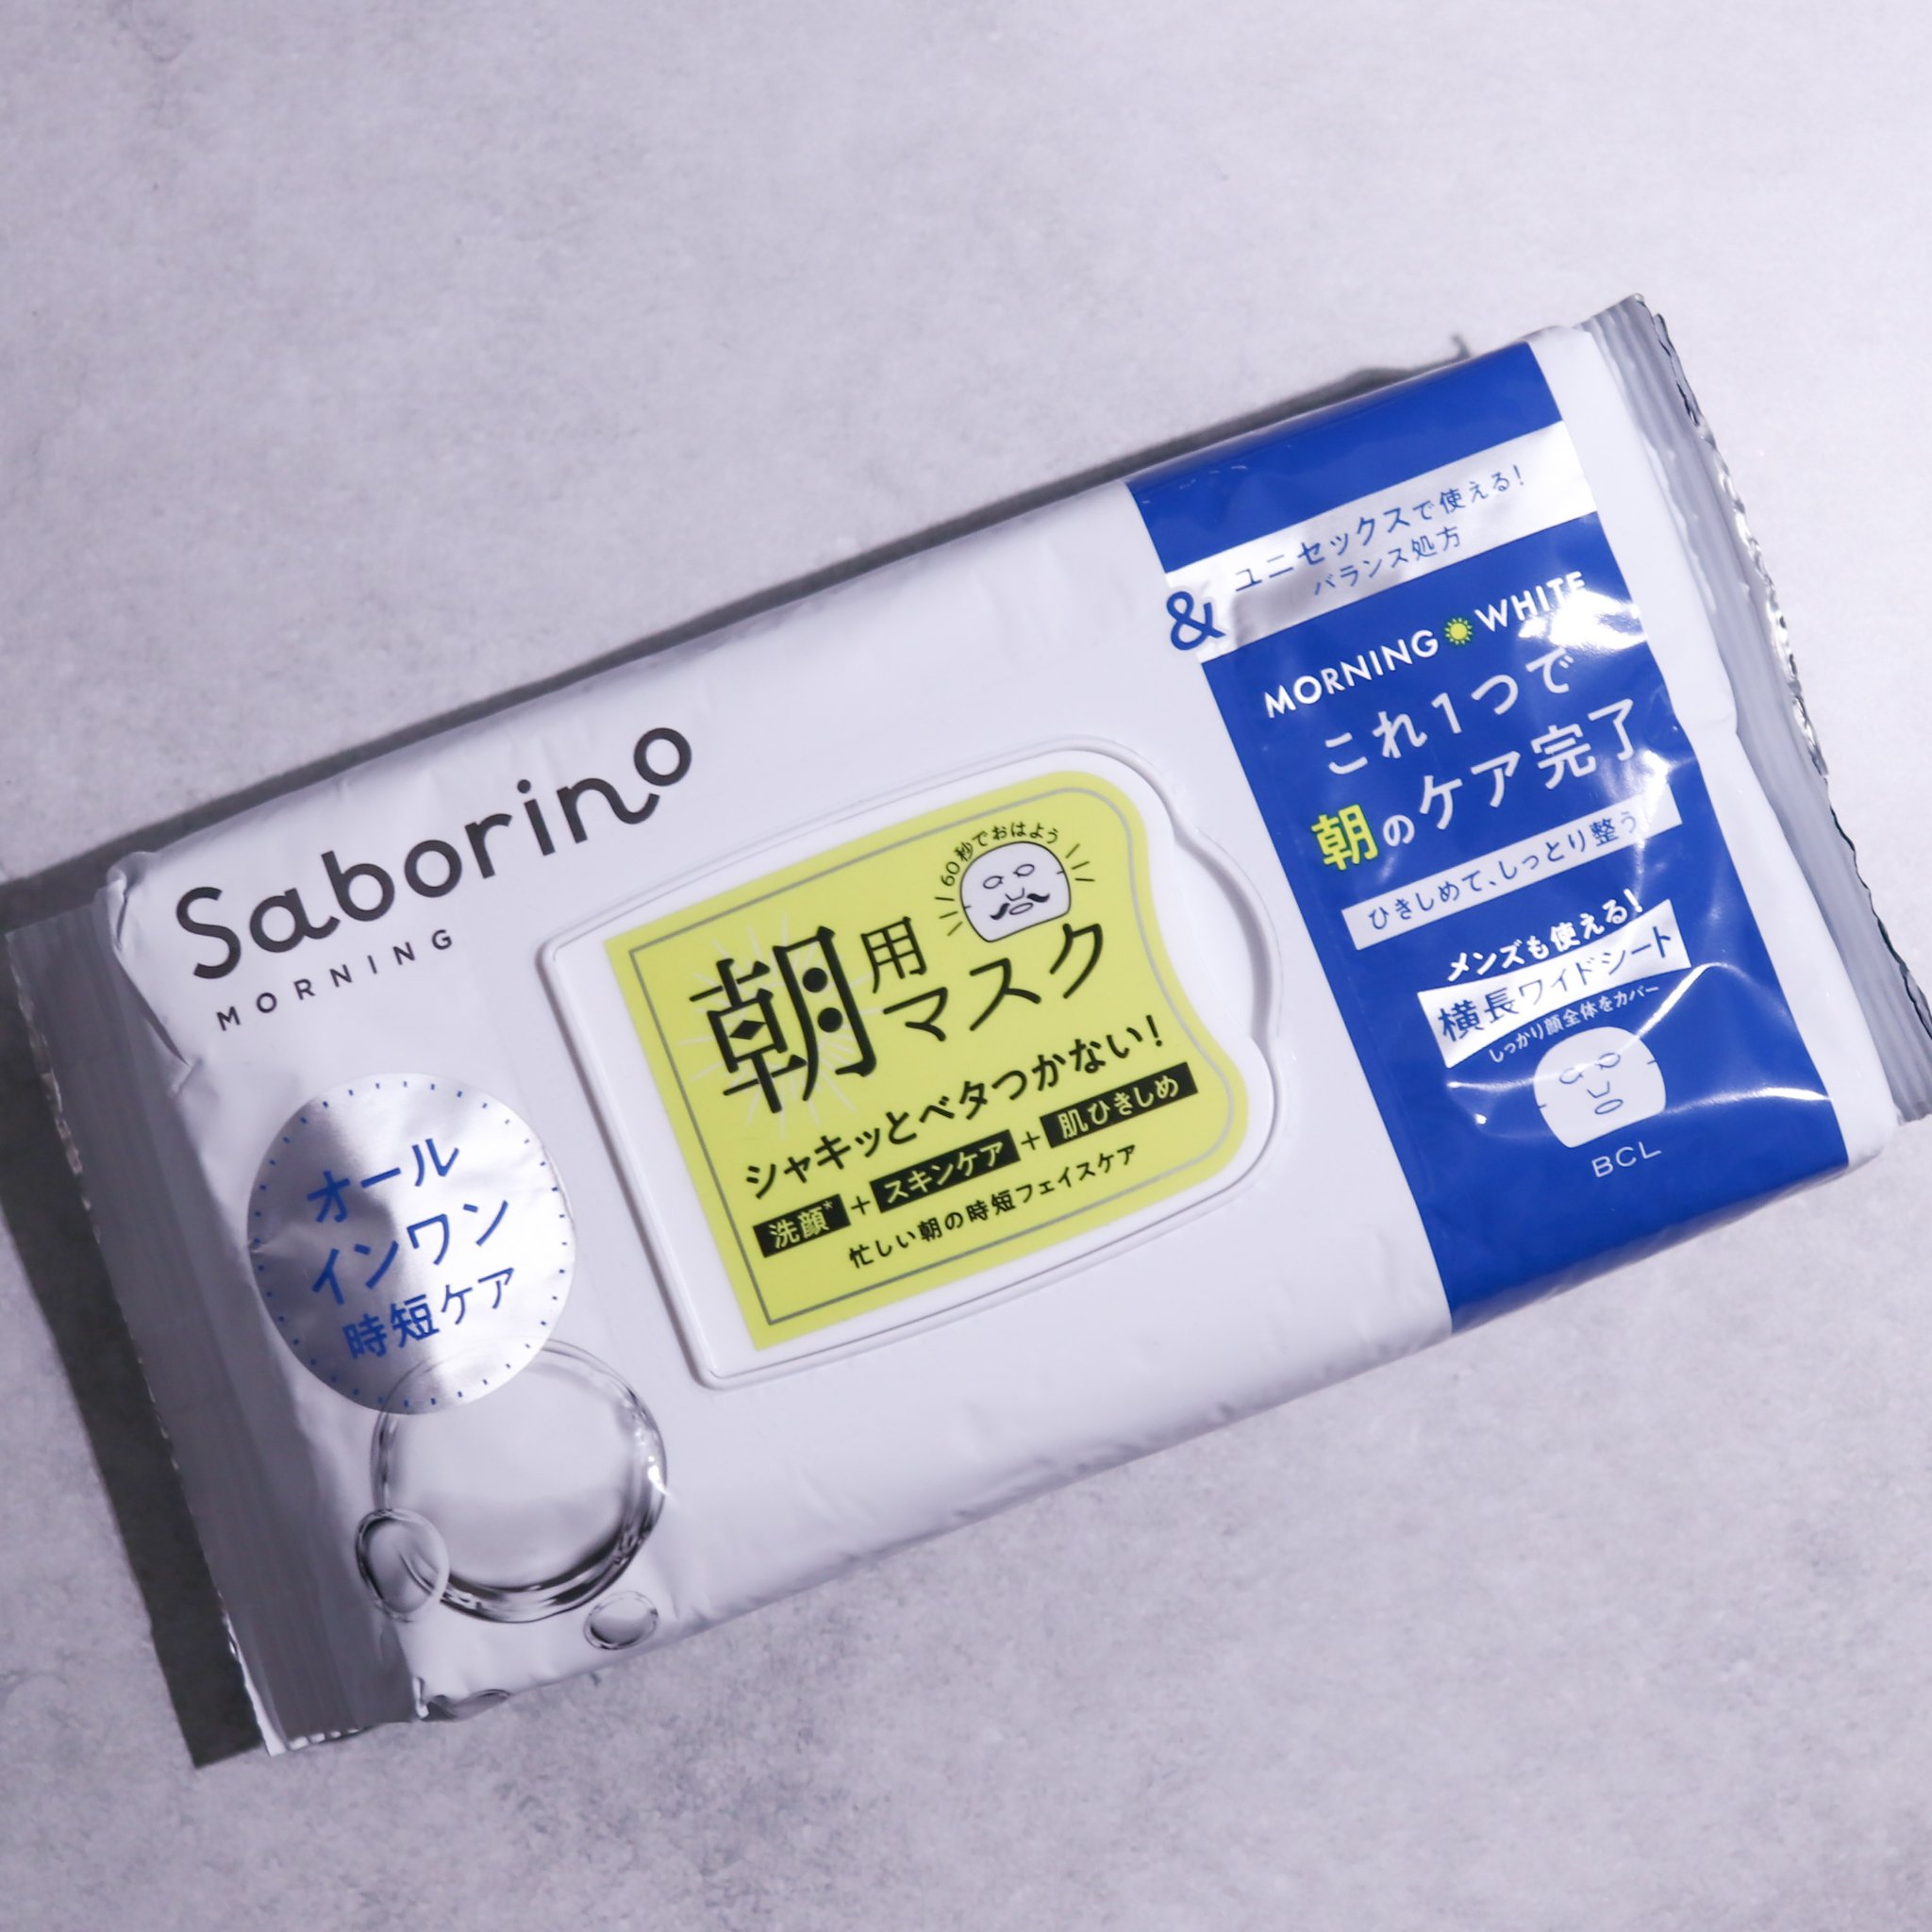 Saborino
MORNING
オール
インワン
時短ケア
60秒でおはよう
朝用マスク
シャキッとベタつかない!
洗顔*+スキンケア+肌ひきしめ
忙しい朝の時短フェイスケア
& ユニセックスで使える!
バランス処方
MORNING WHITE
これ1つで
朝のケア完了
ひきしめて、しっとり整う
メンズも使える!
横長ワイドシート
しっかり顔全体をカバー
BCL